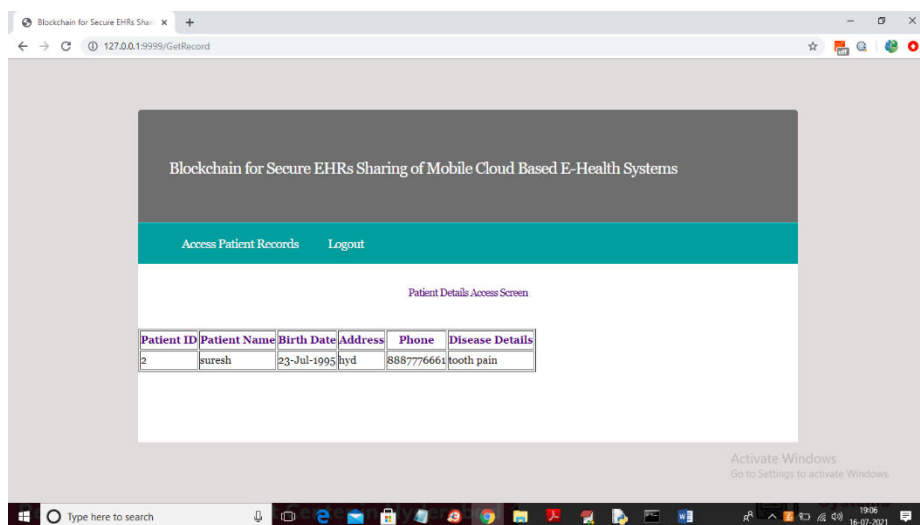 Blockchain for Secure EHRs Shar
127.0.0.1:9999/GetRecord
Blockchain for Secure EHRs Sharing of Mobile Cloud Based E-Health Systems
Access Patient Records Logout
Patient Details Access Screen
Patient ID Patient Name Birth Date Address Phone Disease Details
2 suresh 23-Jul-1995 hyd 8887776661 tooth pain
Activate Windows
Go to Settings to activate Windows.
Type here to search
19:06
16-07-2021